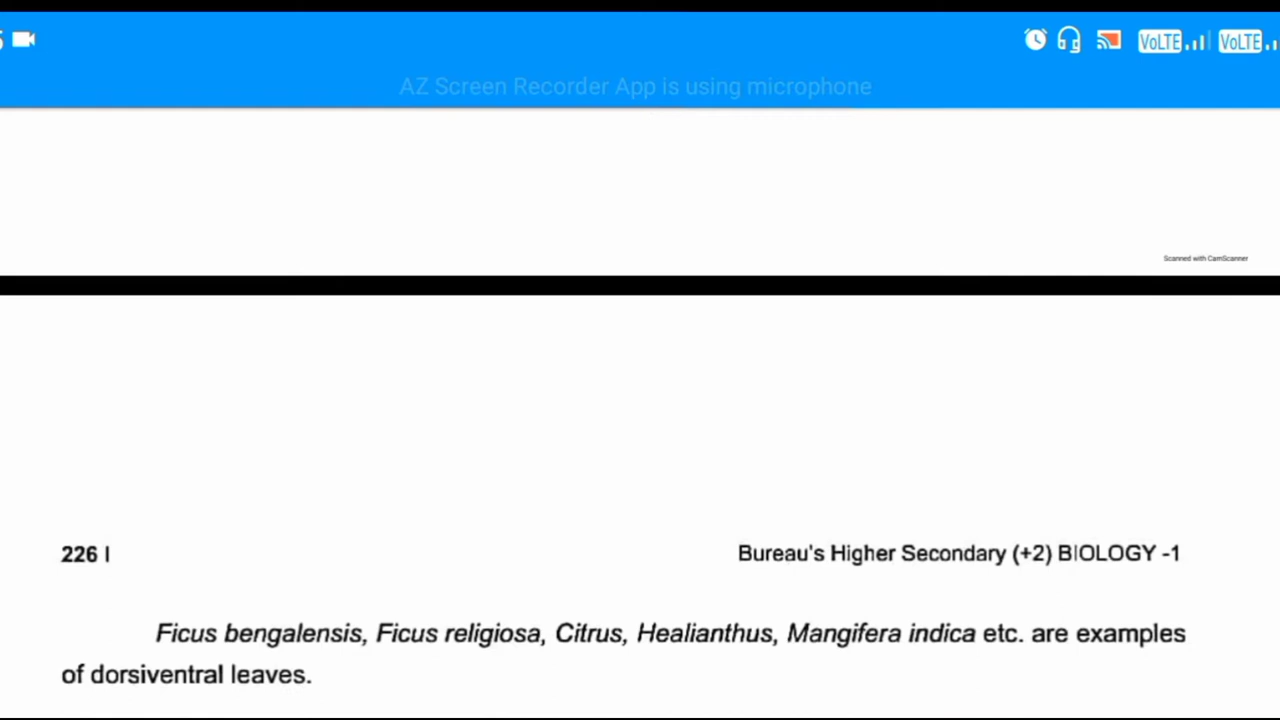 VoLTE VoLTE
AZ Screen Recorder App is using microphone
Scanned with CamScanner
226 I
Bureau's Higher Secondary (+2) BIOLOGY -1
Ficus bengalensis, Ficus religiosa, Citrus, Healianthus, Mangifera indica etc. are examples
of dorsiventral leaves.